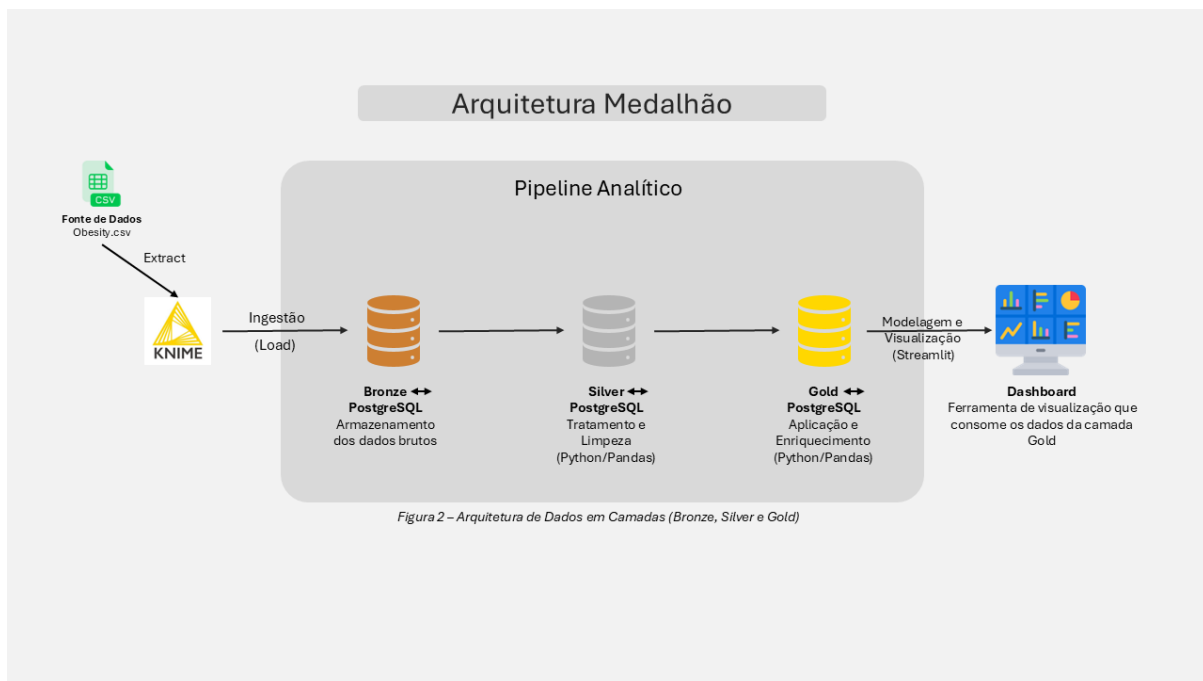 Arquitetura Medalhão
Pipeline Analítico
CSV
Fonte de Dados
Obesity.csv
Extract
KNIME
Ingestão
(Load)
Bronze ↔
PostgreSQL
Armazenamento
dos dados brutos
Silver ↔
PostgreSQL
Tratamento e
Limpeza
(Python/Pandas)
Gold ↔
PostgreSQL
Aplicação e
Enriquecimento
(Python/Pandas)
Modelagem e
Visualização
(Streamlit)
Dashboard
Ferramenta de visualização que
consome os dados da camada
Gold
Figura 2 – Arquitetura de Dados em Camadas (Bronze, Silver e Gold)